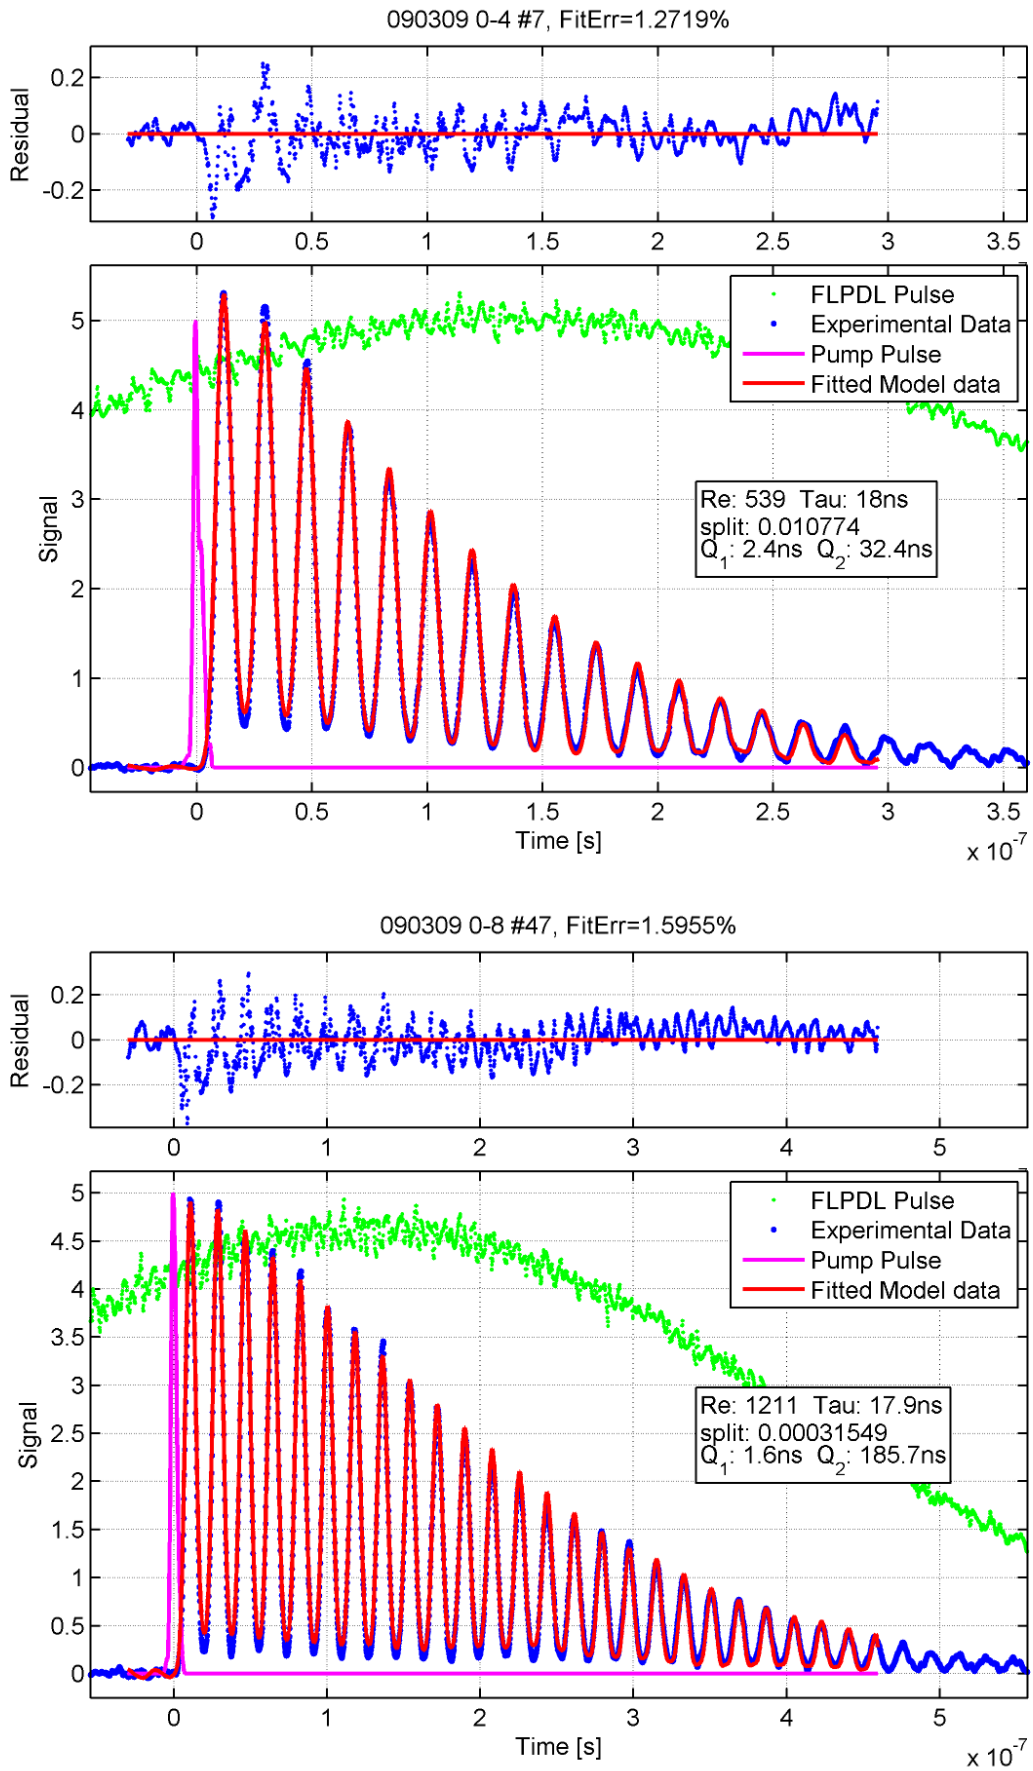 090309 0-4 #7, FitErr=1.2719%
0.2
0
-0.2
Residual
0 0.5 1 1.5 2 2.5 3 3.5
5
4
3
2
1
0
Signal
FLPDL Pulse
Experimental Data
Pump Pulse
Fitted Model data
Re: 539 Tau: 18ns
split: 0.010774
Q1: 2.4ns Q2: 32.4ns
0 0.5 1 1.5 2 2.5 3 3.5
Time [s]
x 10-7
090309 0-8 #47, FitErr=1.5955%
0.2
0
-0.2
Residual
0 1 2 3 4 5
5
4.5
4
3.5
3
2.5
2
1.5
1
0.5
0
Signal
FLPDL Pulse
Experimental Data
Pump Pulse
Fitted Model data
Re: 1211 Tau: 17.9ns
split: 0.00031549
Q1: 1.6ns Q2: 185.7ns
0 1 2 3 4 5
Time [s]
x 10-7